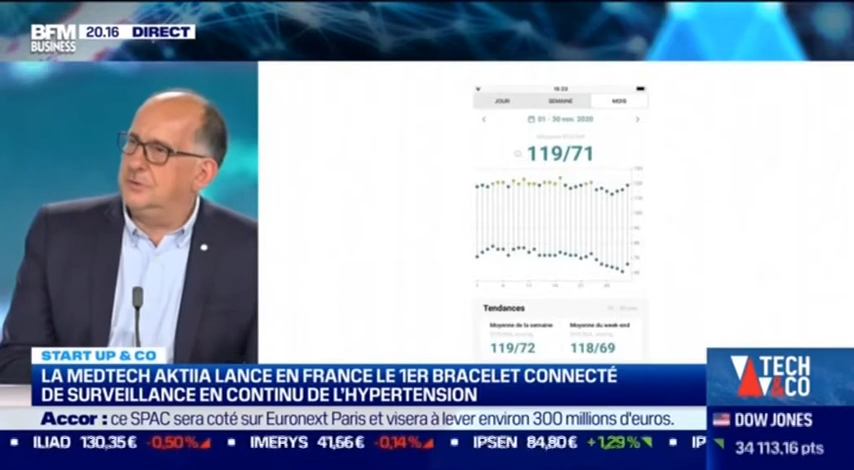 BFM 20.16 DIRECT
BUSINESS
15:33
JOUR SEMAINE MOIS
01 - 30 nov. 2020
119/71
Tendances
Moyenne de la semaine Moyenne du week-end
119/72 118/69
START UP & CO
LA MEDTECH AKTIIA LANCE EN FRANCE LE 1ER BRACELET CONNECTÉ
DE SURVEILLANCE EN CONTINU DE L'HYPERTENSION
TECH
&CO
Accor : ce SPAC sera coté sur Euronext Paris et visera à lever environ 300 millions d'euros.
DOW JONES
34 113,16 pts
ILIAD 130,35€ -0,50% IMERYS 41,66€ -0,14% IPSEN 84,80€ +1,29% IP